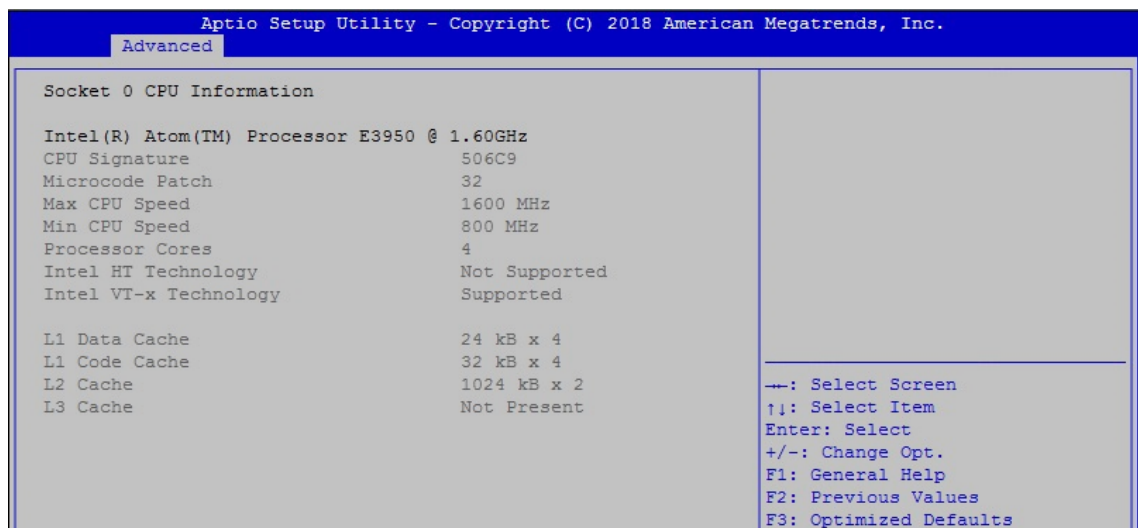 Aptio Setup Utility – Copyright (C) 2018 American Megatrends, Inc.
Advanced
Socket 0 CPU Information
Intel(R) Atom(TM) Processor E3950 @ 1.60GHz
CPU Signature 506C9
Microcode Patch 32
Max CPU Speed 1600 MHz
Min CPU Speed 800 MHz
Processor Cores 4
Intel HT Technology Not Supported
Intel VT-x Technology Supported
L1 Data Cache 24 kB x 4
L1 Code Cache 32 kB x 4
L2 Cache 1024 kB x 2
L3 Cache Not Present
→←: Select Screen
↑↓: Select Item
Enter: Select
+/-: Change Opt.
F1: General Help
F2: Previous Values
F3: Optimized Defaults